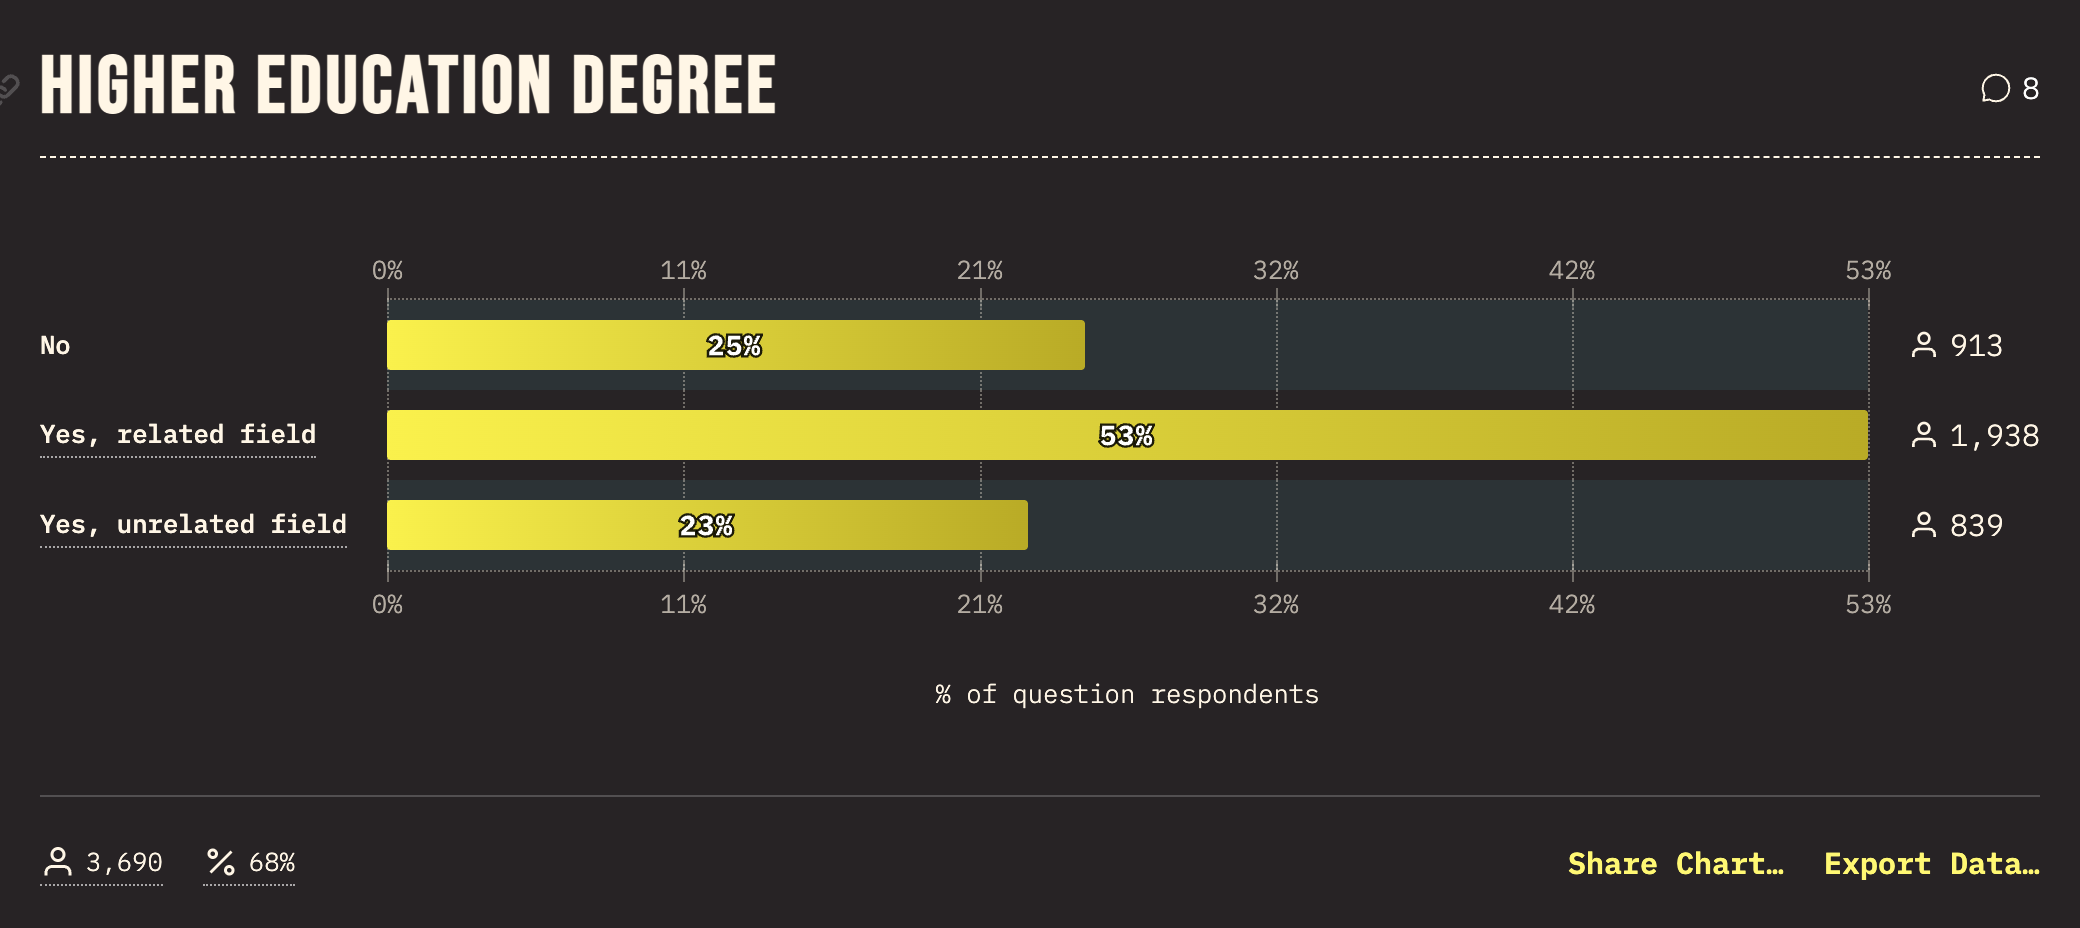 HIGHER EDUCATION DEGREE
8
0% 11% 21% 32% 42% 53%
No 25% 913
Yes, related field 53% 1,938
Yes, unrelated field 23% 839
0% 11% 21% 32% 42% 53%
% of question respondents
3,690 68% Share Chart… Export Data…